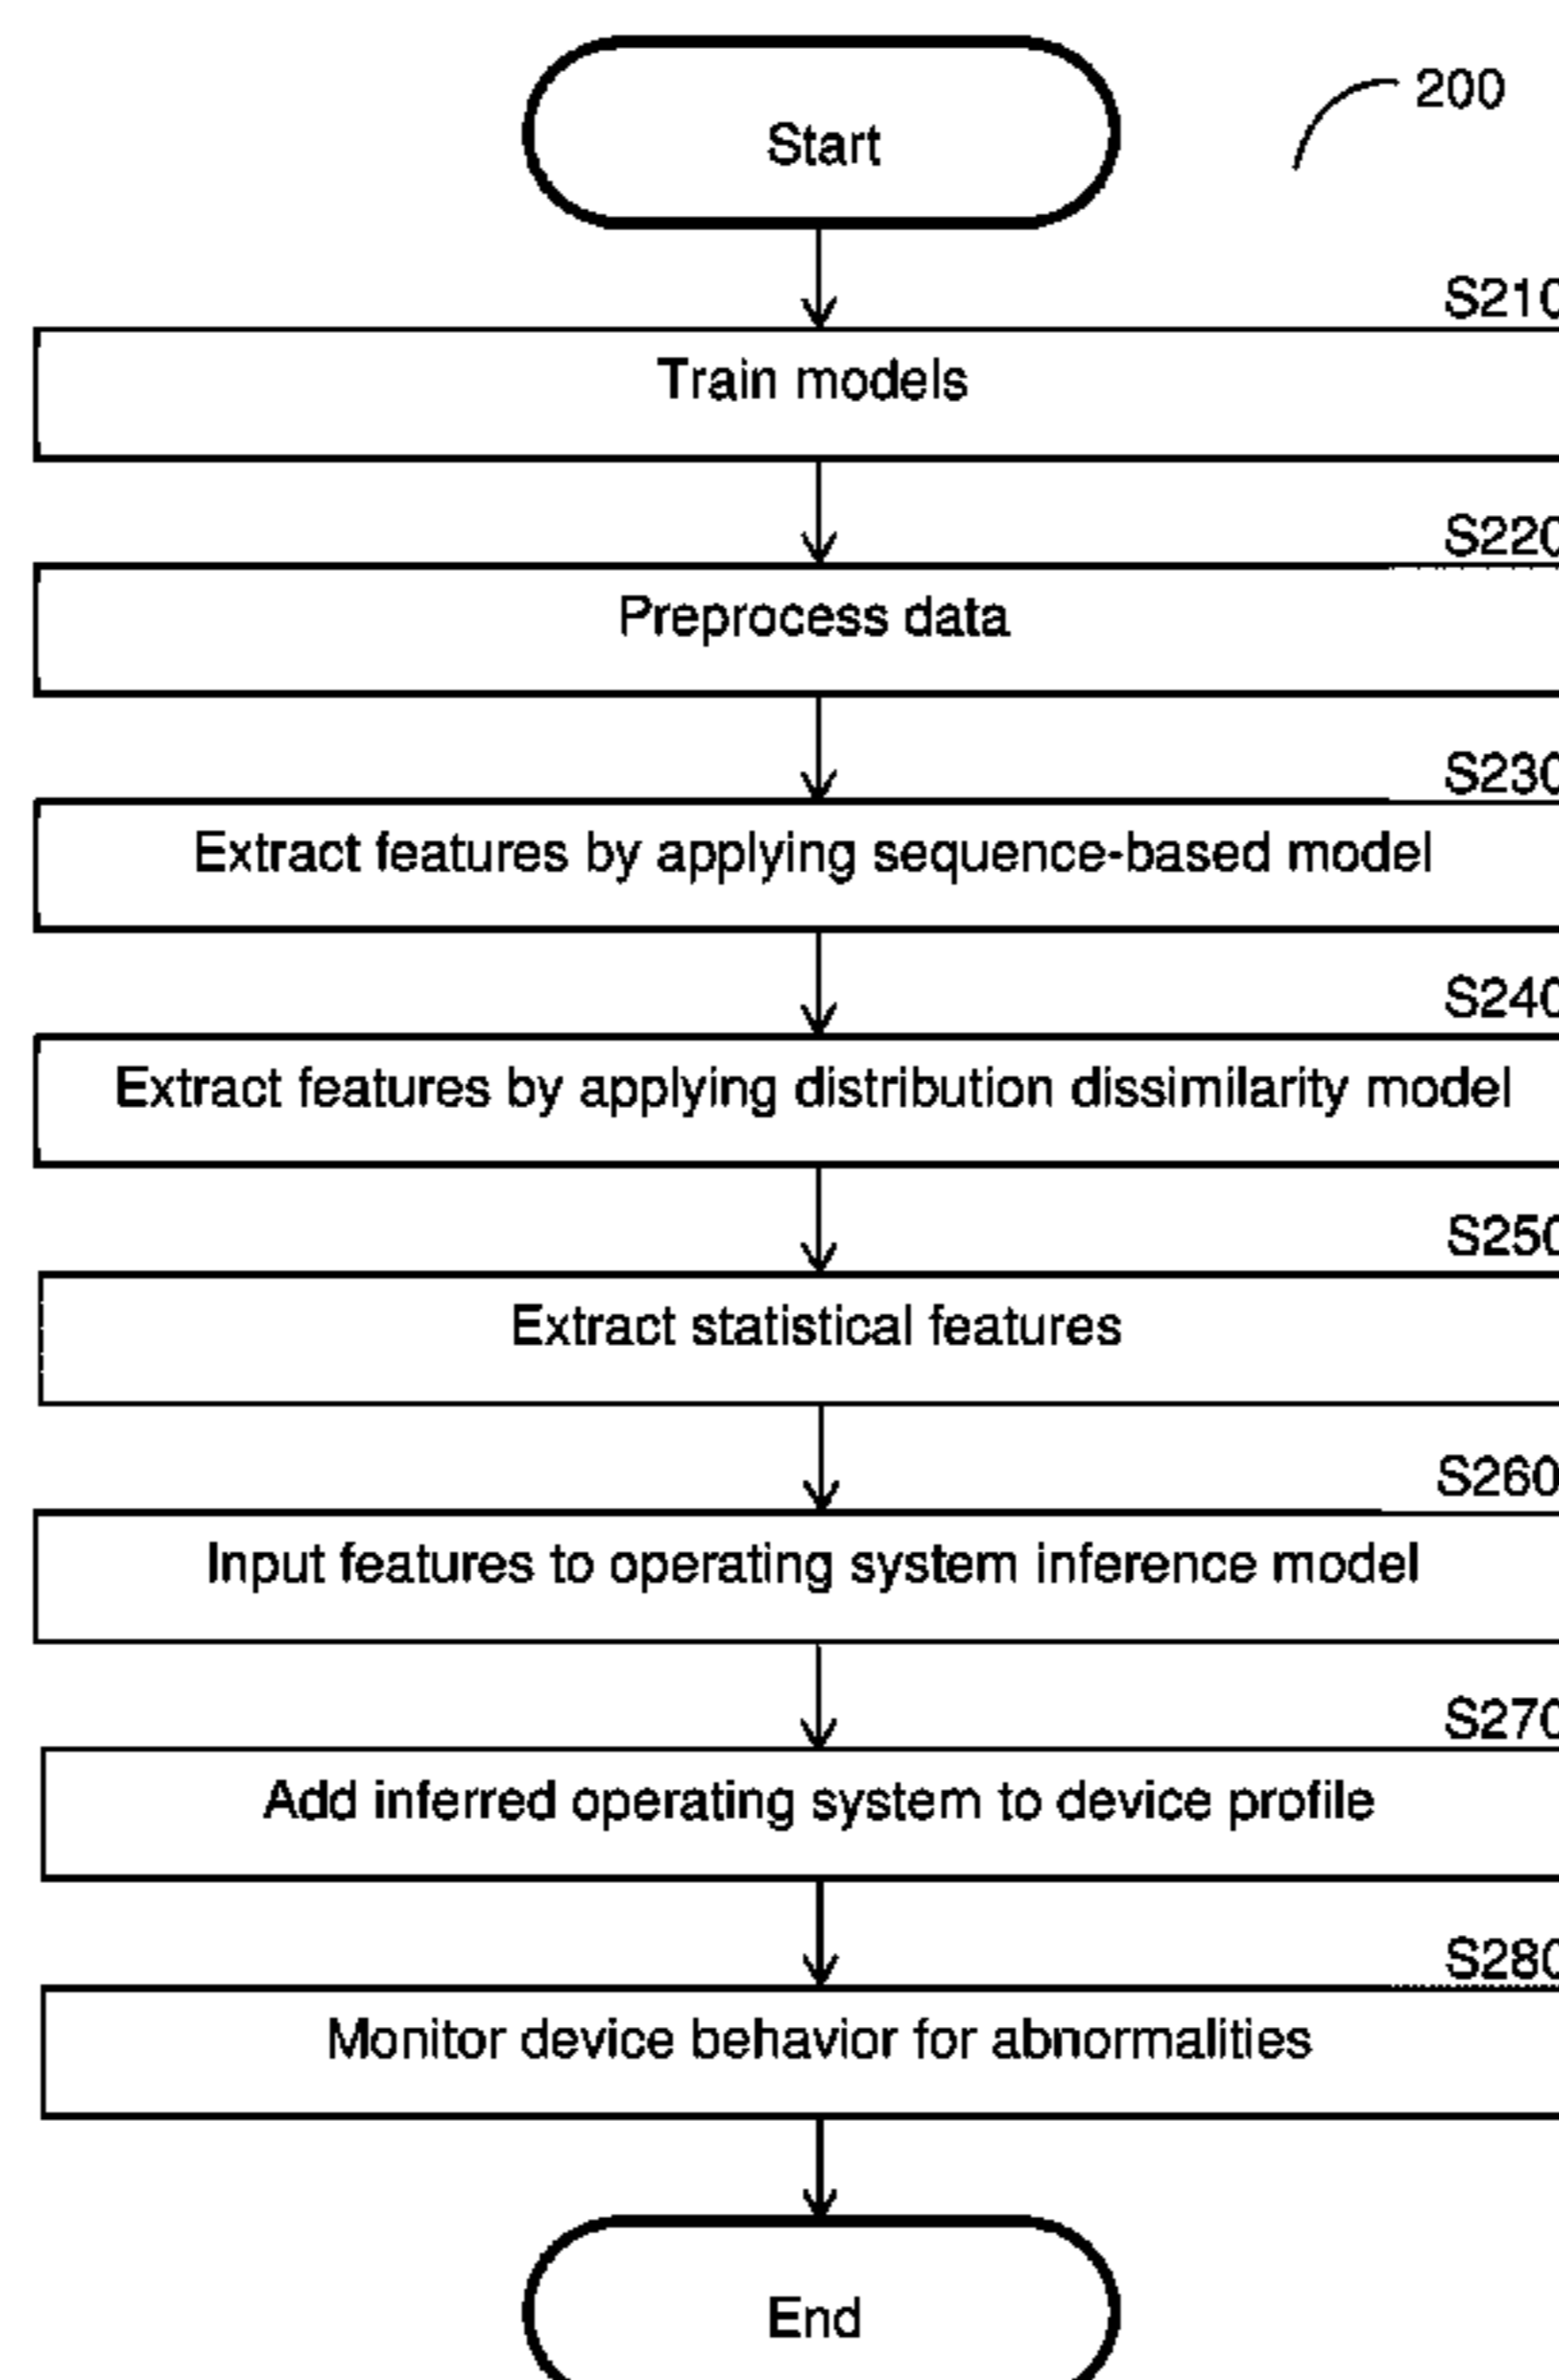 Start
200
S210
Train models
S220
Preprocess data
S230
Extract features by applying sequence-based model
S240
Extract features by applying distribution dissimilarity model
S250
Extract statistical features
S260
Input features to operating system inference model
S270
Add inferred operating system to device profile
S280
Monitor device behavior for abnormalities
End